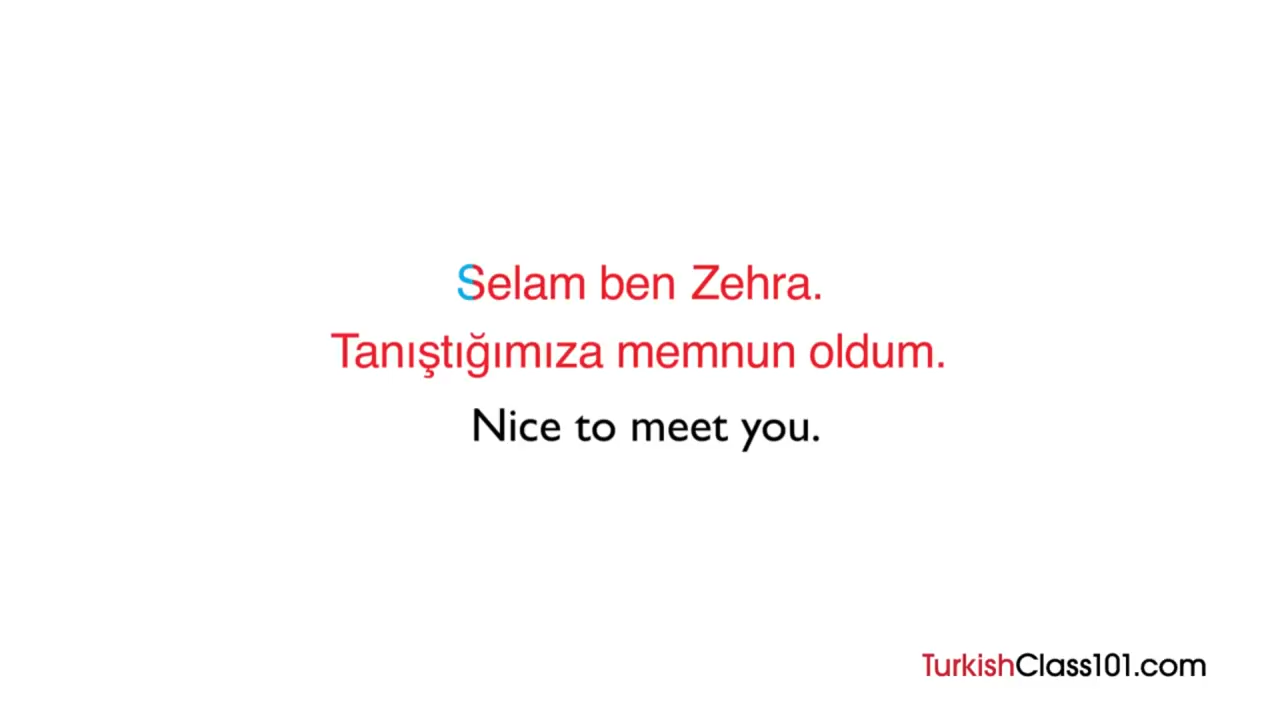 Selam ben Zehra.
Tanıştığımıza memnun oldum.
Nice to meet you.
TurkishClass101.com